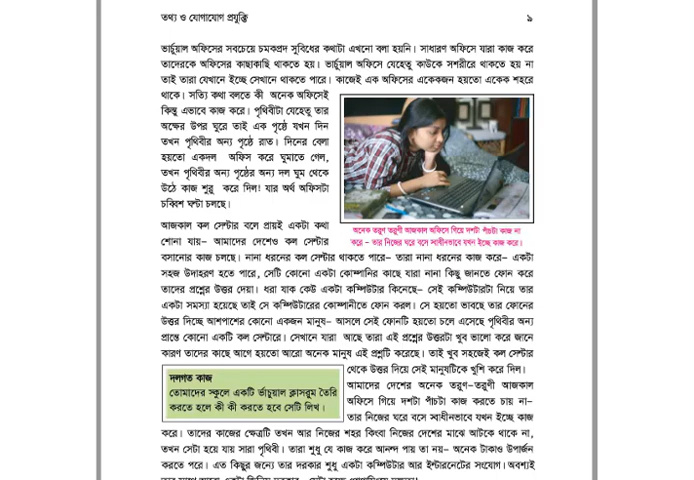 তথ্য ও যোগাযোগ প্রযুক্তি
৯
ভার্চুয়াল অফিসের সবচেয়ে চমকপ্রদ সুবিধের কথাটা এখনো বলা হয়নি। সাধারণ অফিসে যারা কাজ করে
তাদেরকে অফিসের কাছাকাছি থাকতে হয়। ভার্চুয়াল অফিসে যেহেতু কাউকে সশরীরে থাকতে হয় না
তাই তারা যেখানে ইচ্ছে সেখানে থাকতে পারে। কাজেই এক অফিসের একেকজন হয়তো একেক শহরে
থাকে। সত্যি কথা বলতে কী অনেক অফিসেই
কিন্তু এভাবে কাজ করে। পৃথিবীটা যেহেতু তার
অক্ষের উপর ঘুরে তাই এক পৃষ্ঠে যখন দিন
তখন পৃথিবীর অন্য পৃষ্ঠে রাত। দিনের বেলা
হয়তো একদল অফিস করে ঘুমাতে গেল,
তখন পৃথিবীর অন্য পৃষ্ঠের অন্য দল ঘুম থেকে
উঠে কাজ শুরু করে দিল! যার অর্থ অফিসটা
চব্বিশ ঘণ্টা চলছে।
অনেক তরুণ তরুণী আজকাল অফিসে গিয়ে দশটা পাঁচটা কাজ না
করে – তার নিজের ঘরে বসে স্বাধীনভাবে যখন ইচ্ছে কাজ করে।
আজকাল কল সেন্টার বলে প্রায়ই একটা কথা
শোনা যায়– আমাদের দেশেও কল সেন্টার
বসানোর কাজ চলছে। নানা ধরনের কল সেন্টার থাকতে পারে– তারা নানা ধরনের কাজ করে– একটা
সহজ উদাহরণ হতে পারে, সেটি কোনো একটা কোম্পানির কাছে যারা নানা কিছু জানতে ফোন করে
তাদের প্রশ্নের উত্তর দেয়া। ধরা যাক কেউ একটা কম্পিউটার কিনেছে– সেই কম্পিউটারটা নিয়ে তার
একটা সমস্যা হয়েছে তাই সে কম্পিউটারের কোম্পানীতে ফোন করল। সে হয়তো ভাবছে তার ফোনের
উত্তর দিচ্ছে আশপাশের কোনো একজন মানুষ– আসলে সেই ফোনটি হয়তো চলে এসেছে পৃথিবীর অন্য
প্রান্তে কোনো একটি কল সেন্টারে। সেখানে যারা আছে তারা এই প্রশ্নের উত্তরটা খুব ভালো করে জানে
কারণ তাদের কাছে আগে হয়তো আরো অনেক মানুষ এই প্রশ্নটি করেছে। তাই খুব সহজেই কল সেন্টার
থেকে উত্তর দিয়ে সেই মানুষটিকে খুশি করে দিল।
দলগত কাজ
তোমাদের স্কুলে একটি ভার্চুয়াল ক্লাসরুম তৈরি
করতে হলে কী কী করতে হবে সেটি লিখ।
আমাদের দেশের অনেক তরুণ–তরুণী আজকাল
অফিসে গিয়ে দশটা পাঁচটা কাজ করতে চায় না–
তার নিজের ঘরে বসে স্বাধীনভাবে যখন ইচ্ছে কাজ
করে। তাদের কাজের ক্ষেত্রটি তখন আর নিজের শহর কিংবা নিজের দেশের মাঝে আটকে থাকে না,
তখন সেটা হয়ে যায় সারা পৃথিবী। তারা শুধু যে কাজ করে আনন্দ পায় তা নয়– অনেক টাকাও উপার্জন
করতে পারে। এত কিছুর জন্যে তার দরকার শুধু একটা কম্পিউটার আর ইন্টারনেটের সংযোগ। অবশ্যই